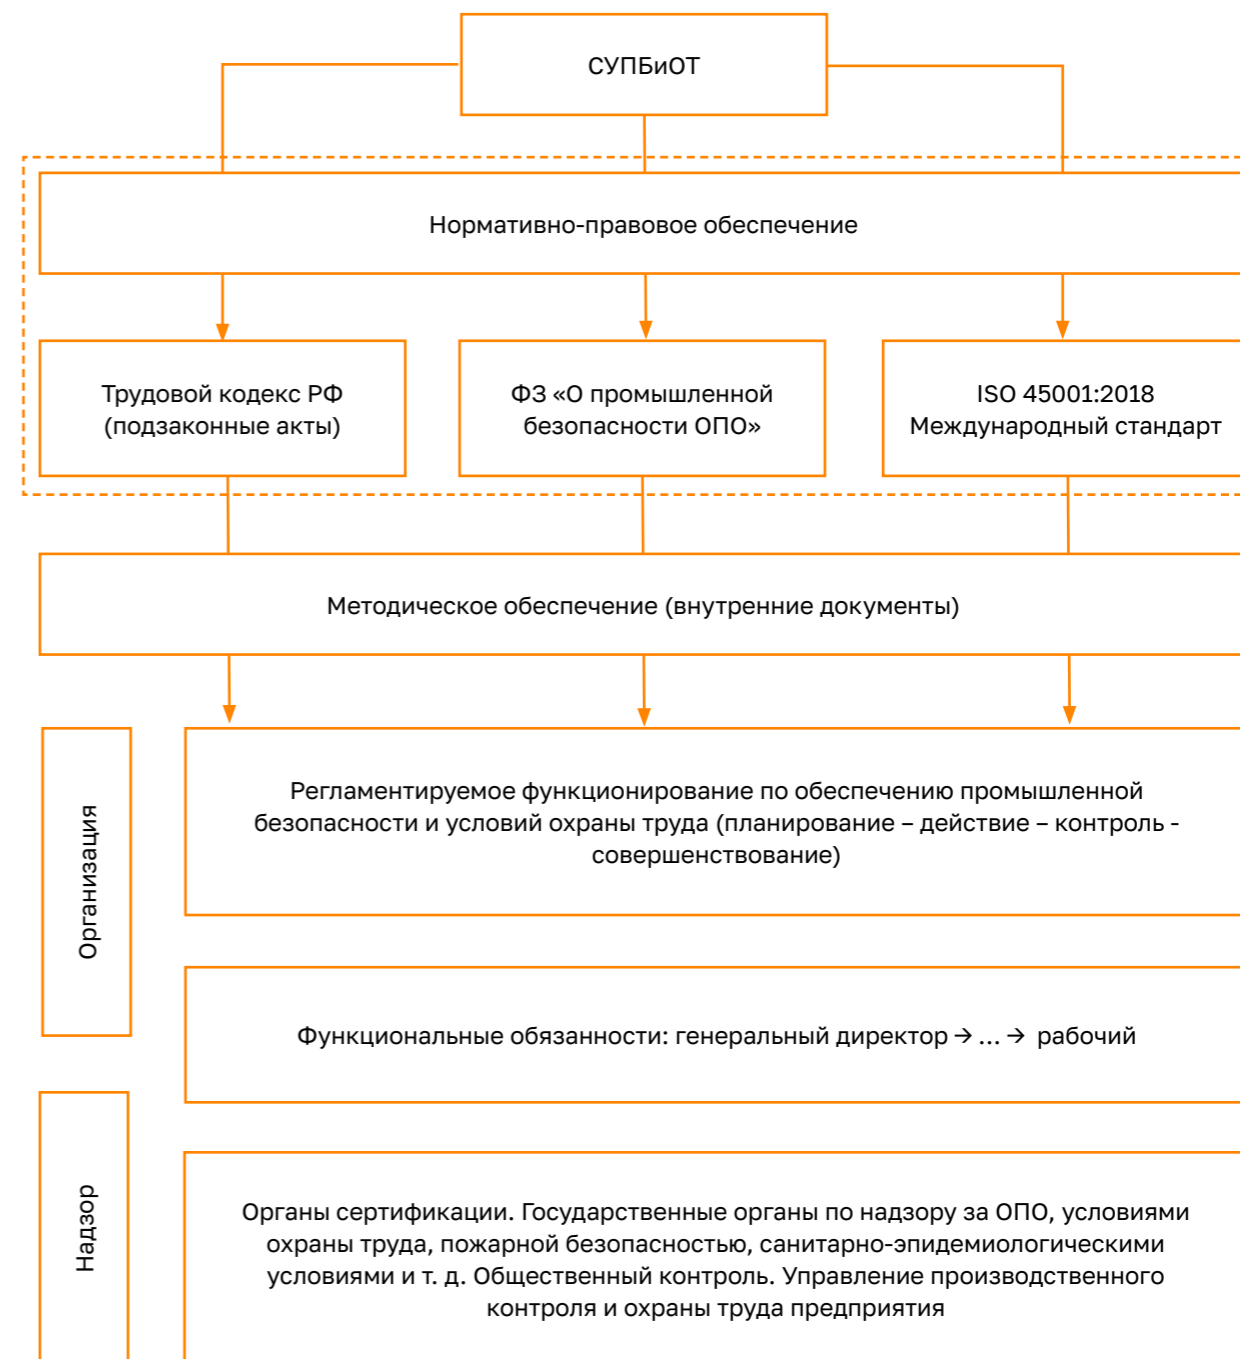 СУПБиОТ
Нормативно-правовое обеспечение
Трудовой кодекс РФ
(подзаконные акты)
ФЗ «О промышленной
безопасности ОПО»
ISO 45001:2018
Международный стандарт
Методическое обеспечение (внутренние документы)
Организация
Регламентируемое функционирование по обеспечению промышленной
безопасности и условий охраны труда (планирование – действие – контроль -
совершенствование)
Функциональные обязанности: генеральный директор → ... → рабочий
Надзор
Органы сертификации. Государственные органы по надзору за ОПО, условиями
охраны труда, пожарной безопасностью, санитарно-эпидемиологическими
условиями и т. д. Общественный контроль. Управление производственного
контроля и охраны труда предприятия